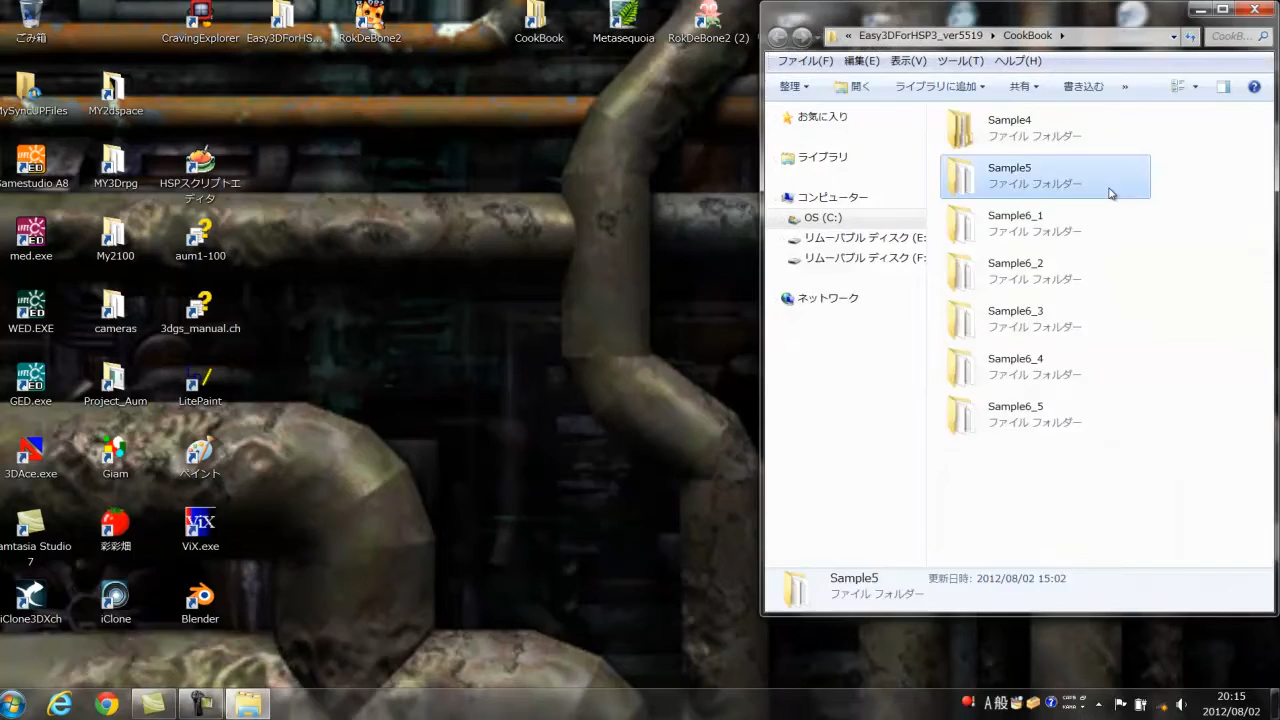 ごみ箱
CravingExplorer
Easy3DForHS...
RokDeBone2
CookBook
Metasequoia
RokDeBone2 (2)
MySyncUPFiles
MY2dspace
Gamestudio A8
MY3Drpg
HSPスクリプトエディタ
med.exe
My2100
aum1-100
WED.EXE
cameras
3dgs_manual.ch
GED.exe
Project_Aum
LitePaint
3DAce.exe
Giam
ペイント
amtasia Studio 7
彩彩畑
ViX.exe
iClone3DXch
iClone
Blender
« Easy3DForHSP3_ver5519 CookBook
CookB...
ファイル(F) 編集(E) 表示(V) ツール(T) ヘルプ(H)
整理 開く ライブラリに追加 共有 書き込む »
お気に入り
ライブラリ
コンピューター
OS (C:)
リムーバブル ディスク (E:
リムーバブル ディスク (F:
ネットワーク
Sample4
ファイル フォルダー
Sample5
ファイル フォルダー
Sample6_1
ファイル フォルダー
Sample6_2
ファイル フォルダー
Sample6_3
ファイル フォルダー
Sample6_4
ファイル フォルダー
Sample6_5
ファイル フォルダー
Sample5 更新日時: 2012/08/02 15:02
ファイル フォルダー
A 般
CAPS
KANA
20:15
2012/08/02